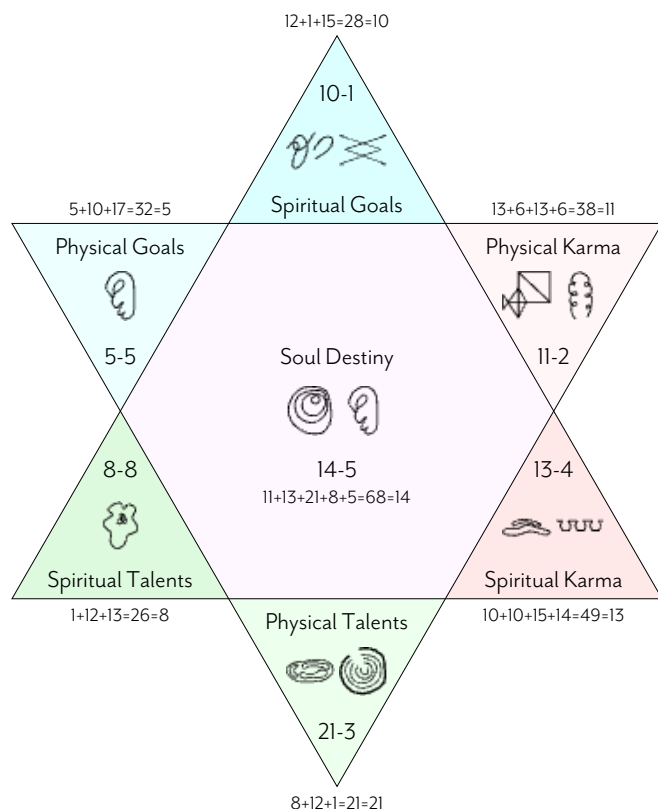 12+1+15=28=10
10-1
Spiritual Goals
5+10+17=32=5
13+6+13+6=38=11
Physical Goals
Physical Karma
5-5
11-2
Soul Destiny
14-5
11+13+21+8+5=68=14
8-8
13-4
Spiritual Talents
Spiritual Karma
1+12+13=26=8
10+10+15+14=49=13
Physical Talents
21-3
8+12+1=21=21